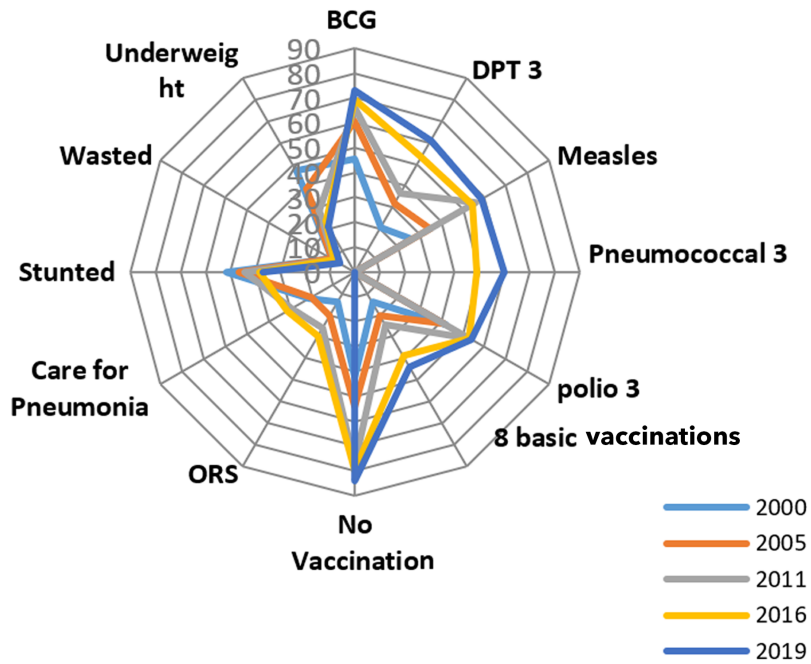 BCG
Underweig
ht
DPT 3
Wasted
Measles
Stunted
Pneumococcal 3
Care for
Pneumonia
polio 3
8 basic vaccinations
ORS
No
Vaccination
90
80
70
60
50
40
30
20
10
0
2000
2005
2011
2016
2019